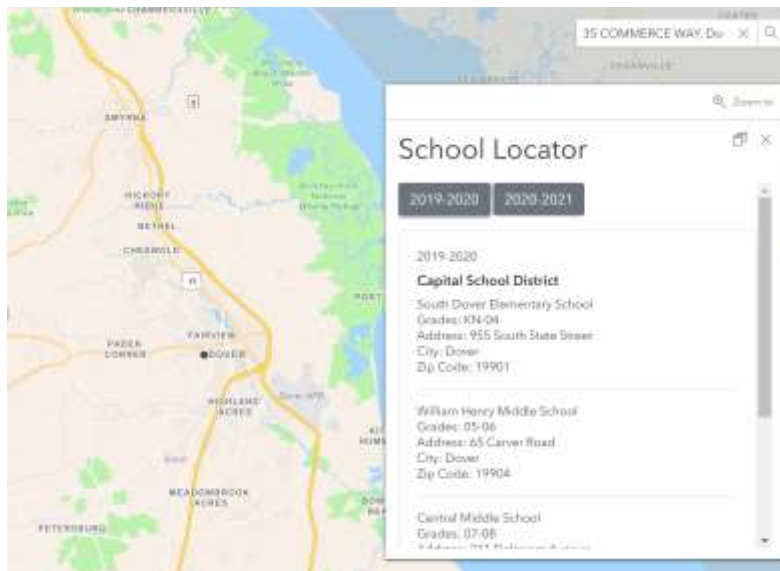 35 COMMERCE WAY, Do
Zoom to
School Locator
2019-2020
2020-2021
2019-2020
Capital School District
South Dover Elementary School
Grades: KN-04
Address: 955 South State Street
City: Dover
Zip Code: 19901
William Henry Middle School
Grades: 05-06
Address: 65 Carver Road
City: Dover
Zip Code: 19904
Central Middle School
Grades: 07-08
SMYRNA
HICKORY
RIDGE
BETHEL
CHESWOLD
FAIRVIEW
DOVER
HIGHLAND
ACRES
MEADOWBROOK
ACRES
PETERSBURG